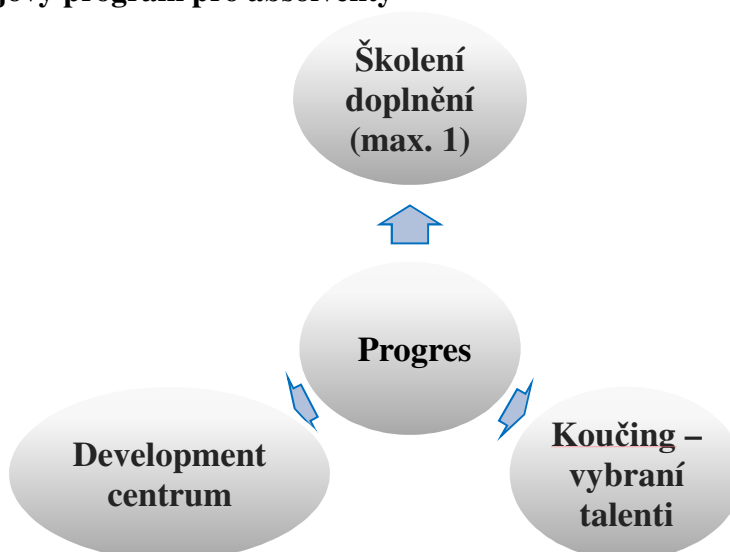 program pro absolventy
Školení
doplnění
(max. 1)
Progres
Development
centrum
Koučing –
vybraní
talenti